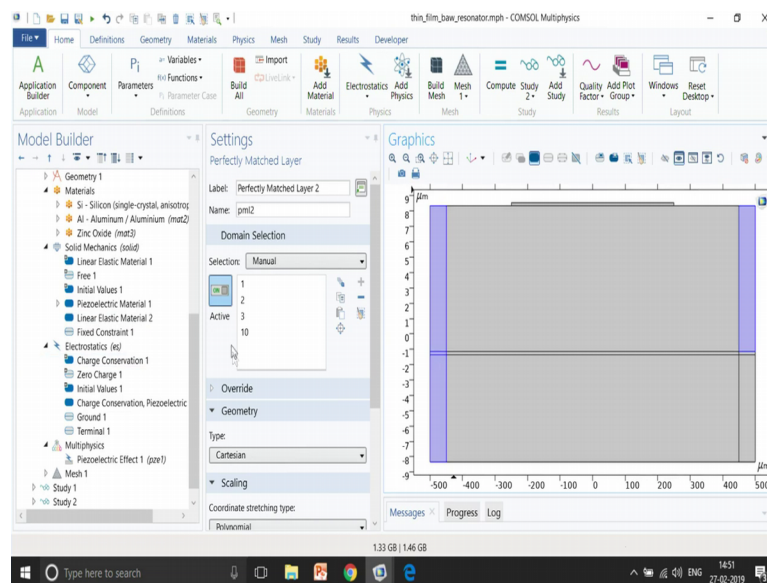 thin_film_baw_resonator.mph - COMSOL Multiphysics
File Home Definitions Geometry Materials Physics Mesh Study Results Developer
Application Builder
Component
Parameters
Variables
Functions
Parameter Case
Build All
Import
LiveLink
Add Material
Electrostatics
Add Physics
Build Mesh
Mesh 1
Compute
Study 2
Add Study
Quality Factor
Add Plot Group
Windows
Reset Desktop
Application Model Definitions Geometry Materials Physics Mesh Study Results Layout
Model Builder
Geometry 1
Materials
Si - Silicon (single-crystal, anisotrop
Al - Aluminum / Aluminium (mat2)
Zinc Oxide (mat3)
Solid Mechanics (solid)
Linear Elastic Material 1
Free 1
Initial Values 1
Piezoelectric Material 1
Linear Elastic Material 2
Fixed Constraint 1
Electrostatics (es)
Charge Conservation 1
Zero Charge 1
Initial Values 1
Charge Conservation, Piezoelectric
Ground 1
Terminal 1
Multiphysics
Piezoelectric Effect 1 (pze1)
Mesh 1
Study 1
Study 2
Settings
Perfectly Matched Layer
Label: Perfectly Matched Layer 2
Name: pml2
Domain Selection
Selection: Manual
Active
1
2
3
10
Override
Geometry
Type:
Cartesian
Scaling
Coordinate stretching type:
Polynomial
Graphics
μm
9
8
7
6
5
4
3
2
1
0
-1
-2
-3
-4
-5
-6
-7
-8
-9
μm
-500 -400 -300 -200 -100 0 100 200 300 400 500
Messages Progress Log
1.33 GB | 1.46 GB
Type here to search
ENG
14:51
27-02-2019